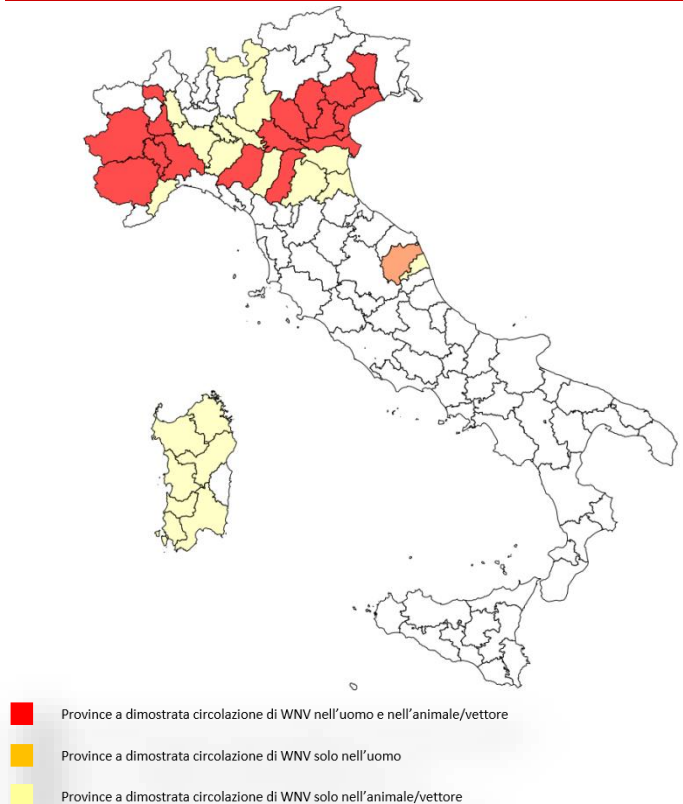 Province a dimostrata circolazione di WNV nell'uomo e nell'animale/vettore
Province a dimostrata circolazione di WNV solo nell'uomo
Province a dimostrata circolazione di WNV solo nell'animale/vettore